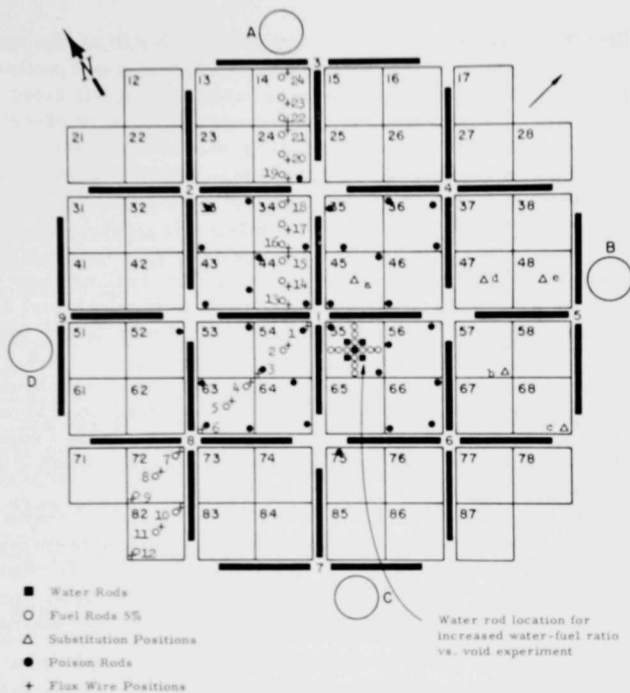 A
N
3
12 13 14 24 15 16 17
23
22
21 22 23 24 21 25 26 27 28
20
19
2 4
31 32 33 34 18 35 36 37 38
17
16
41 42 43 44 15 45 46 47 48
a d e B
14
13
9 1 5
51 52 53 54 1 55 56 57 58
2
D
3 b
61 62 63 4 64 65 66 67 68
5
6 c
8 6
71 72 7 73 74 75 76 77 78
8
9
82 10 83 84 85 86 87
11
12
7
C
Water Rods
Fuel Rods 5%
Substitution Positions
Poison Rods
Flux Wire Positions
Water rod location for
increased water-fuel ratio
vs. void experiment